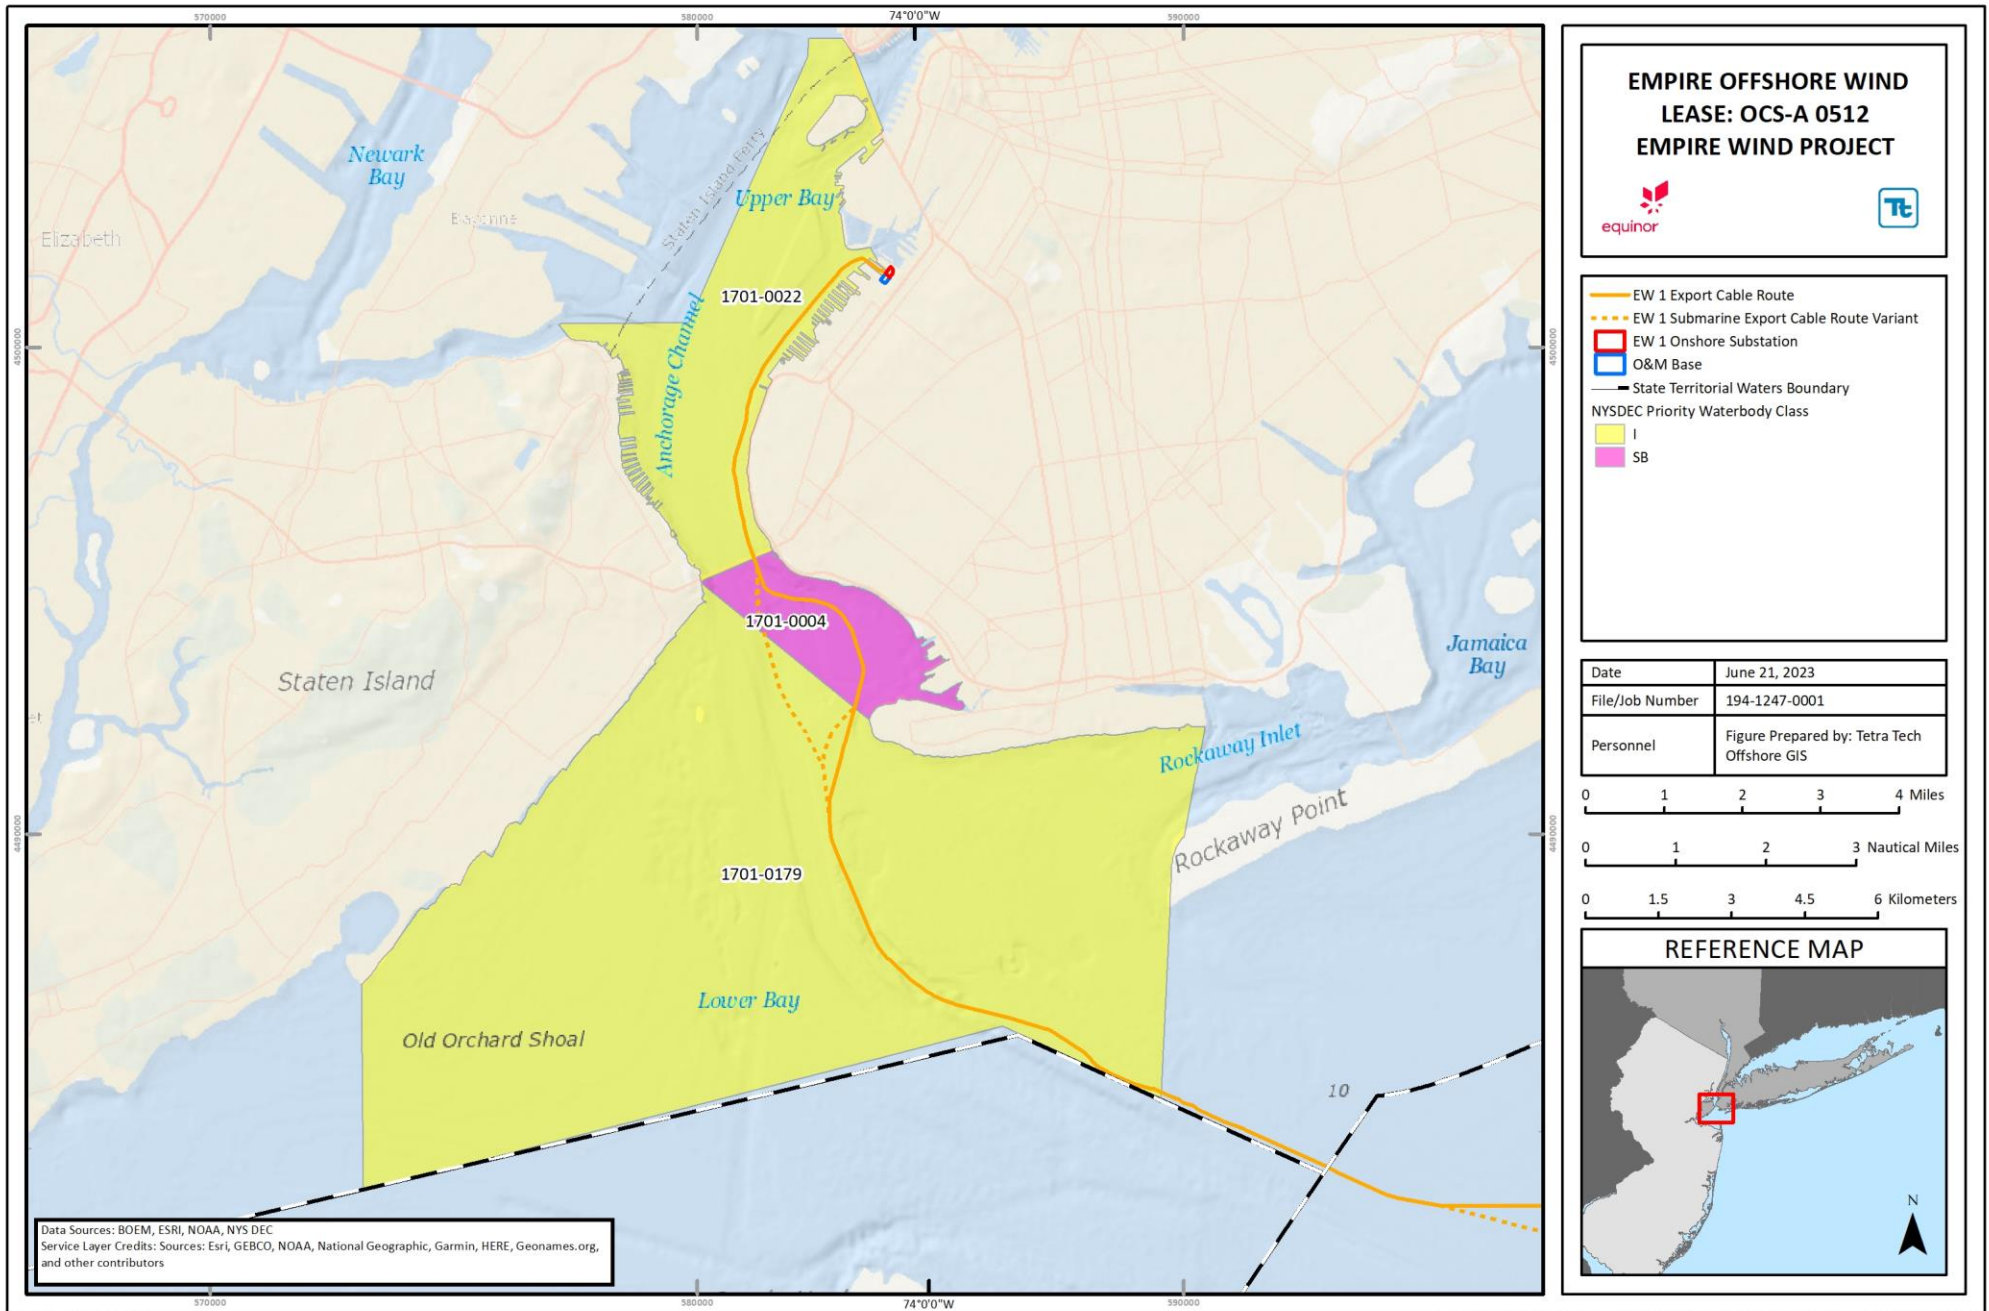 570000
580000
74°0'0"W
590000
Newark
Bay
Elizabeth
Staten Island Ferry
Upper Bay
1701-0022
Anchorage Channel
4500000
4500000
1701-0004
Staten Island
Jamaica
Bay
Rockaway Inlet
Rockaway Point
4490000
4490000
1701-0179
Lower Bay
Old Orchard Shoal
10
Data Sources: BOEM, ESRI, NOAA, NYS DEC
Service Layer Credits: Sources: Esri, GEBCO, NOAA, National Geographic, Garmin, HERE, Geonames.org,
and other contributors
570000
580000
74°0'0"W
590000
EMPIRE OFFSHORE WIND
LEASE: OCS-A 0512
EMPIRE WIND PROJECT
equinor
Tt
EW 1 Export Cable Route
EW 1 Submarine Export Cable Route Variant
EW 1 Onshore Substation
O&M Base
State Territorial Waters Boundary
NYSDEC Priority Waterbody Class
I
SB
Date June 21, 2023
File/Job Number 194-1247-0001
Personnel Figure Prepared by: Tetra Tech
Offshore GIS
0 1 2 3 4 Miles
0 1 2 3 Nautical Miles
0 1.5 3 4.5 6 Kilometers
REFERENCE MAP
N